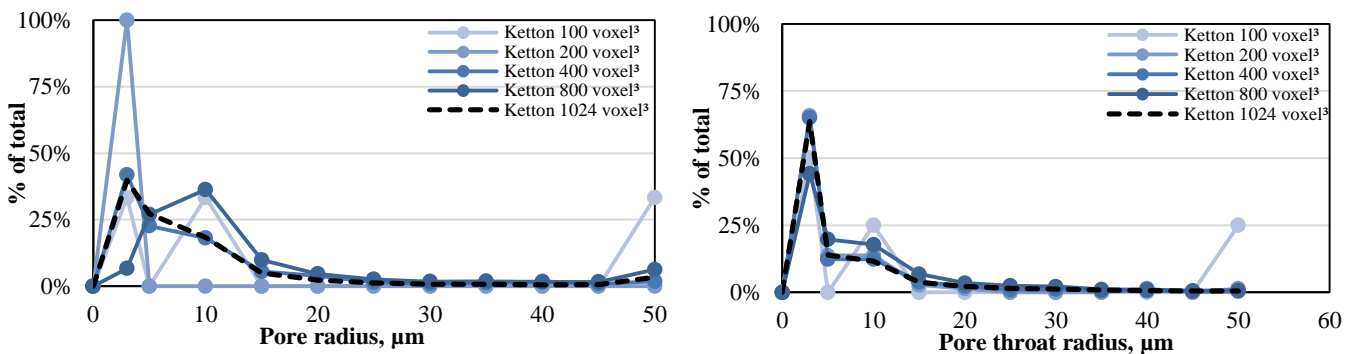 100%
75%
50%
25%
0%
% of total
0
10
20
30
40
50
Pore radius, µm
Ketton 100 voxel³
Ketton 200 voxel³
Ketton 400 voxel³
Ketton 800 voxel³
Ketton 1024 voxel³
100%
75%
50%
25%
0%
% of total
0
10
20
30
40
50
60
Pore throat radius, µm
Ketton 100 voxel³
Ketton 200 voxel³
Ketton 400 voxel³
Ketton 800 voxel³
Ketton 1024 voxel³